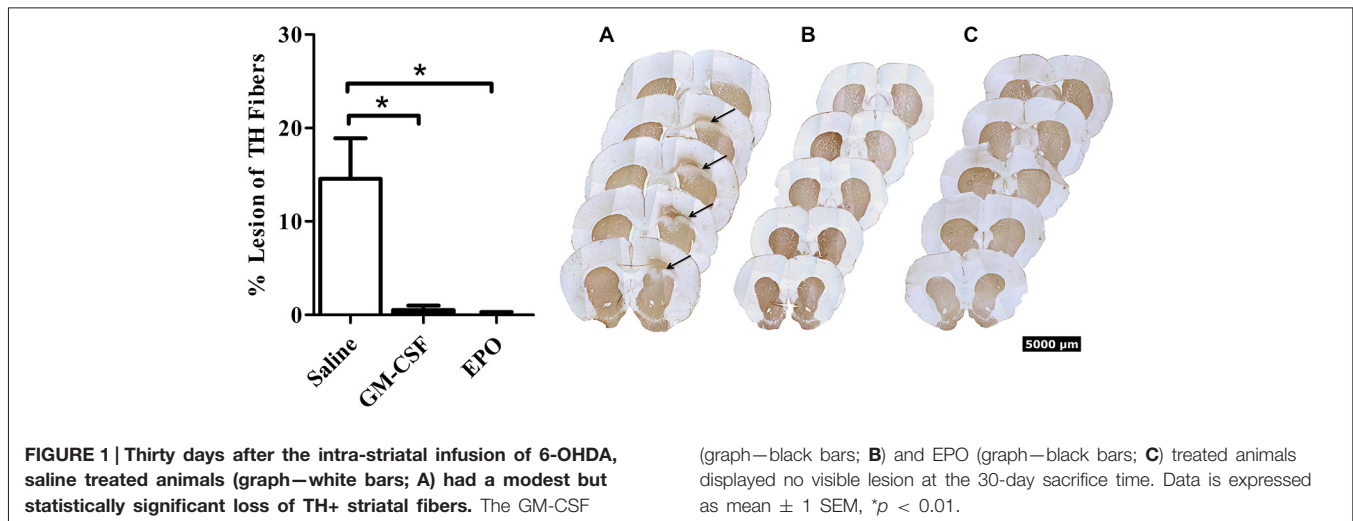 % Lesion of TH Fibers
30
20
10
0
*
*
Saline
GM-CSF
EPO
A
B
C
5000 µm
FIGURE 1 | Thirty days after the intra-striatal infusion of 6-OHDA,
saline treated animals (graph—white bars; A) had a modest but
statistically significant loss of TH+ striatal fibers. The GM-CSF
(graph—black bars; B) and EPO (graph—black bars; C) treated animals
displayed no visible lesion at the 30-day sacrifice time. Data is expressed
as mean ± 1 SEM, *p < 0.01.